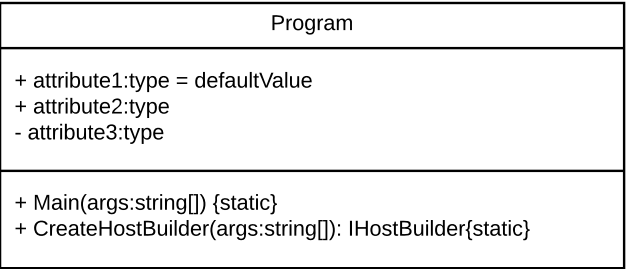 Program
+ attribute1:type = defaultValue
+ attribute2:type
- attribute3:type
+ Main(args:string[]) {static}
+ CreateHostBuilder(args:string[]): IHostBuilder{static}